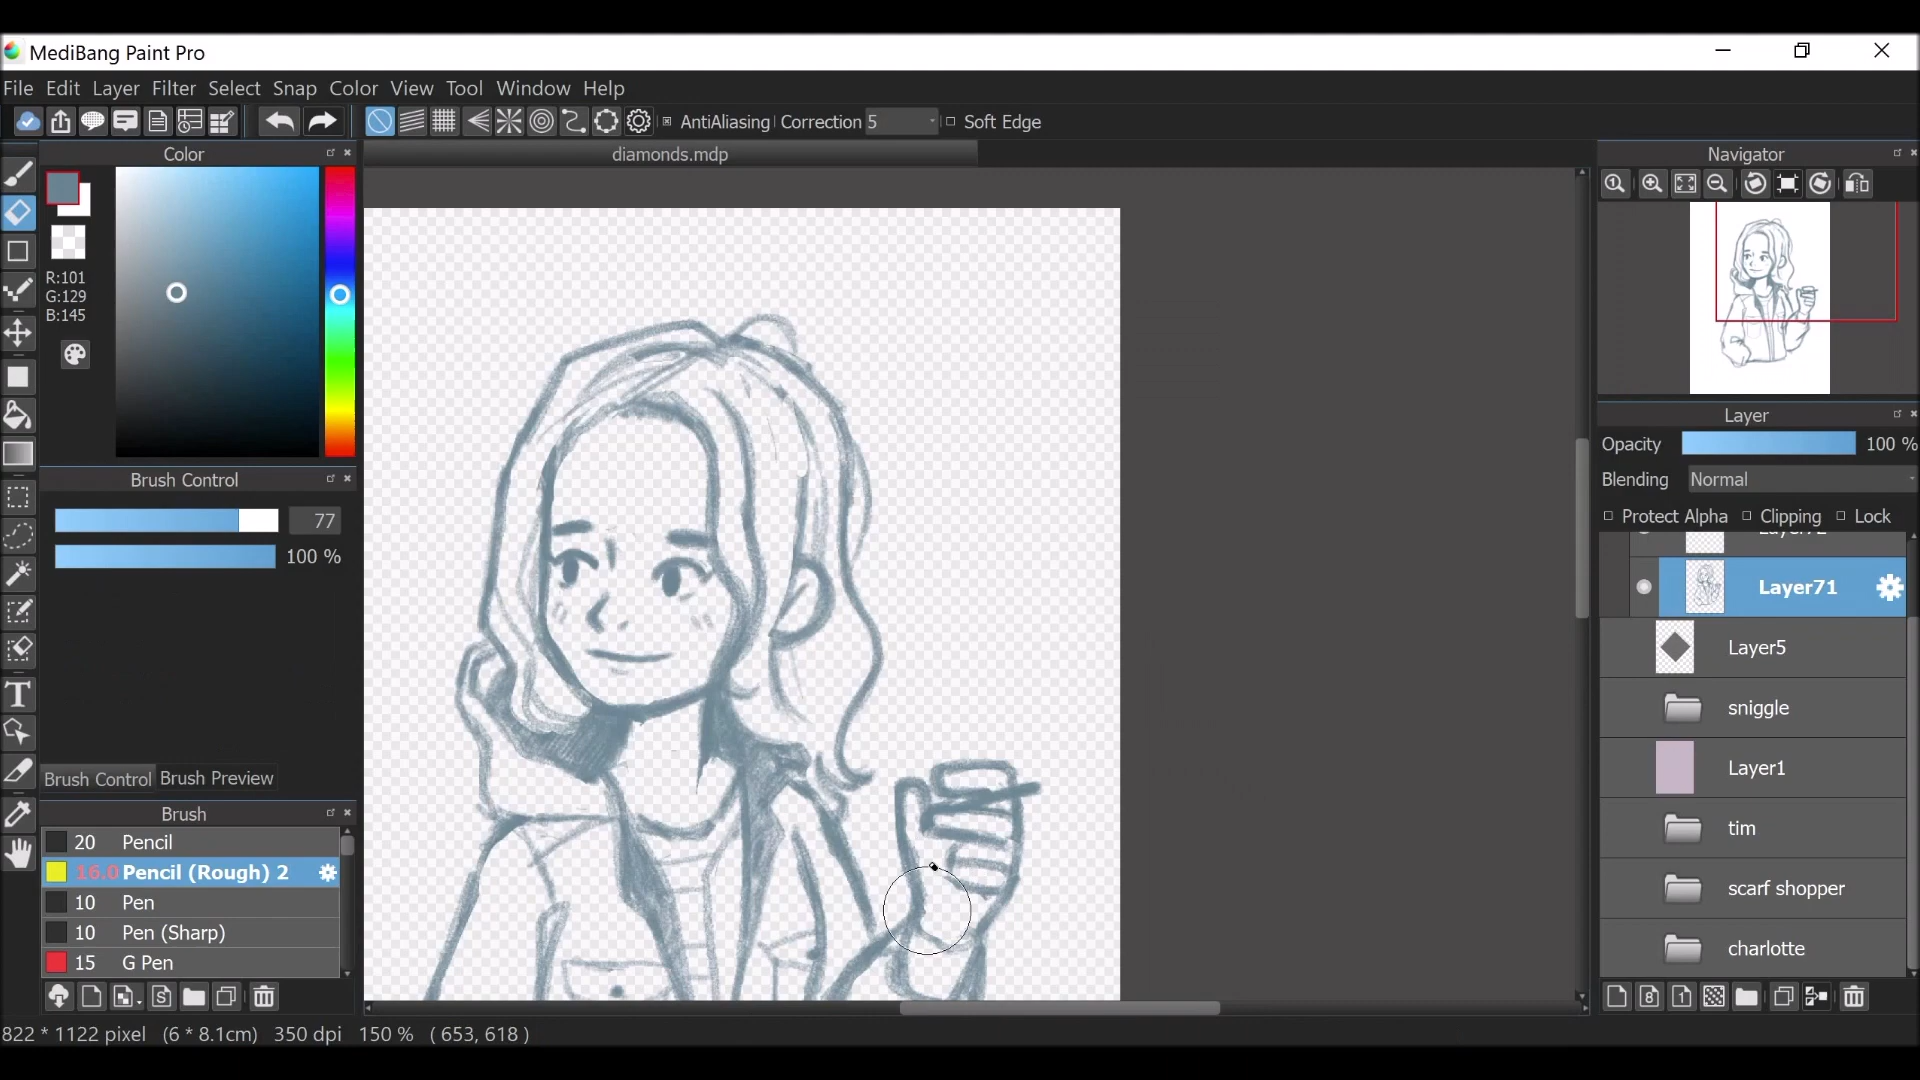 MediBang Paint Pro
File Edit Layer Filter Select Snap Color View Tool Window Help
AntiAliasing Correction 5 Soft Edge
Color
diamonds.mdp
Navigator
R:101
G:129
B:145
Layer
Opacity 100 %
Brush Control
Blending Normal
77
Protect Alpha Clipping Lock
100 %
Layer71
Layer5
sniggle
Layer1
Brush Control Brush Preview
Brush
tim
20 Pencil
16.0 Pencil (Rough) 2
scarf shopper
10 Pen
10 Pen (Sharp)
charlotte
15 G Pen
822 * 1122 pixel (6 * 8.1cm) 350 dpi 150 % ( 653, 618 )